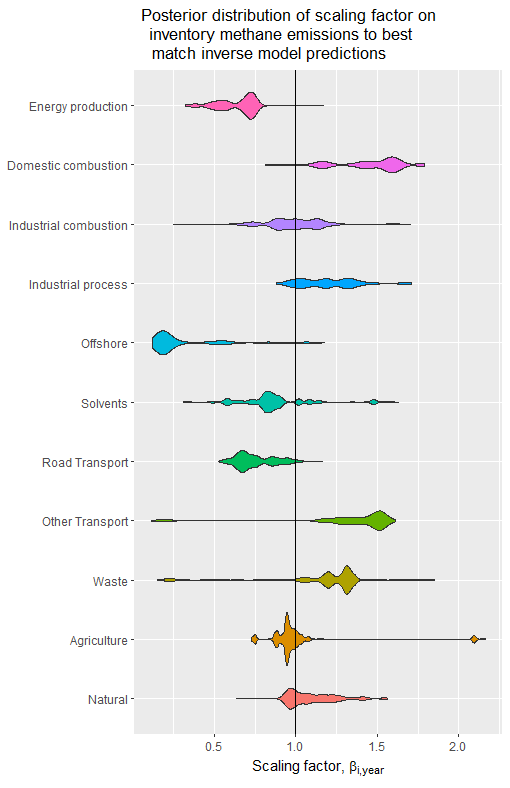 Posterior distribution of scaling factor on
inventory methane emissions to best
match inverse model predictions
Energy production
Domestic combustion
Industrial combustion
Industrial process
Offshore
Solvents
Road Transport
Other Transport
Waste
Agriculture
Natural
0.5 1.0 1.5 2.0
Scaling factor, βi,year